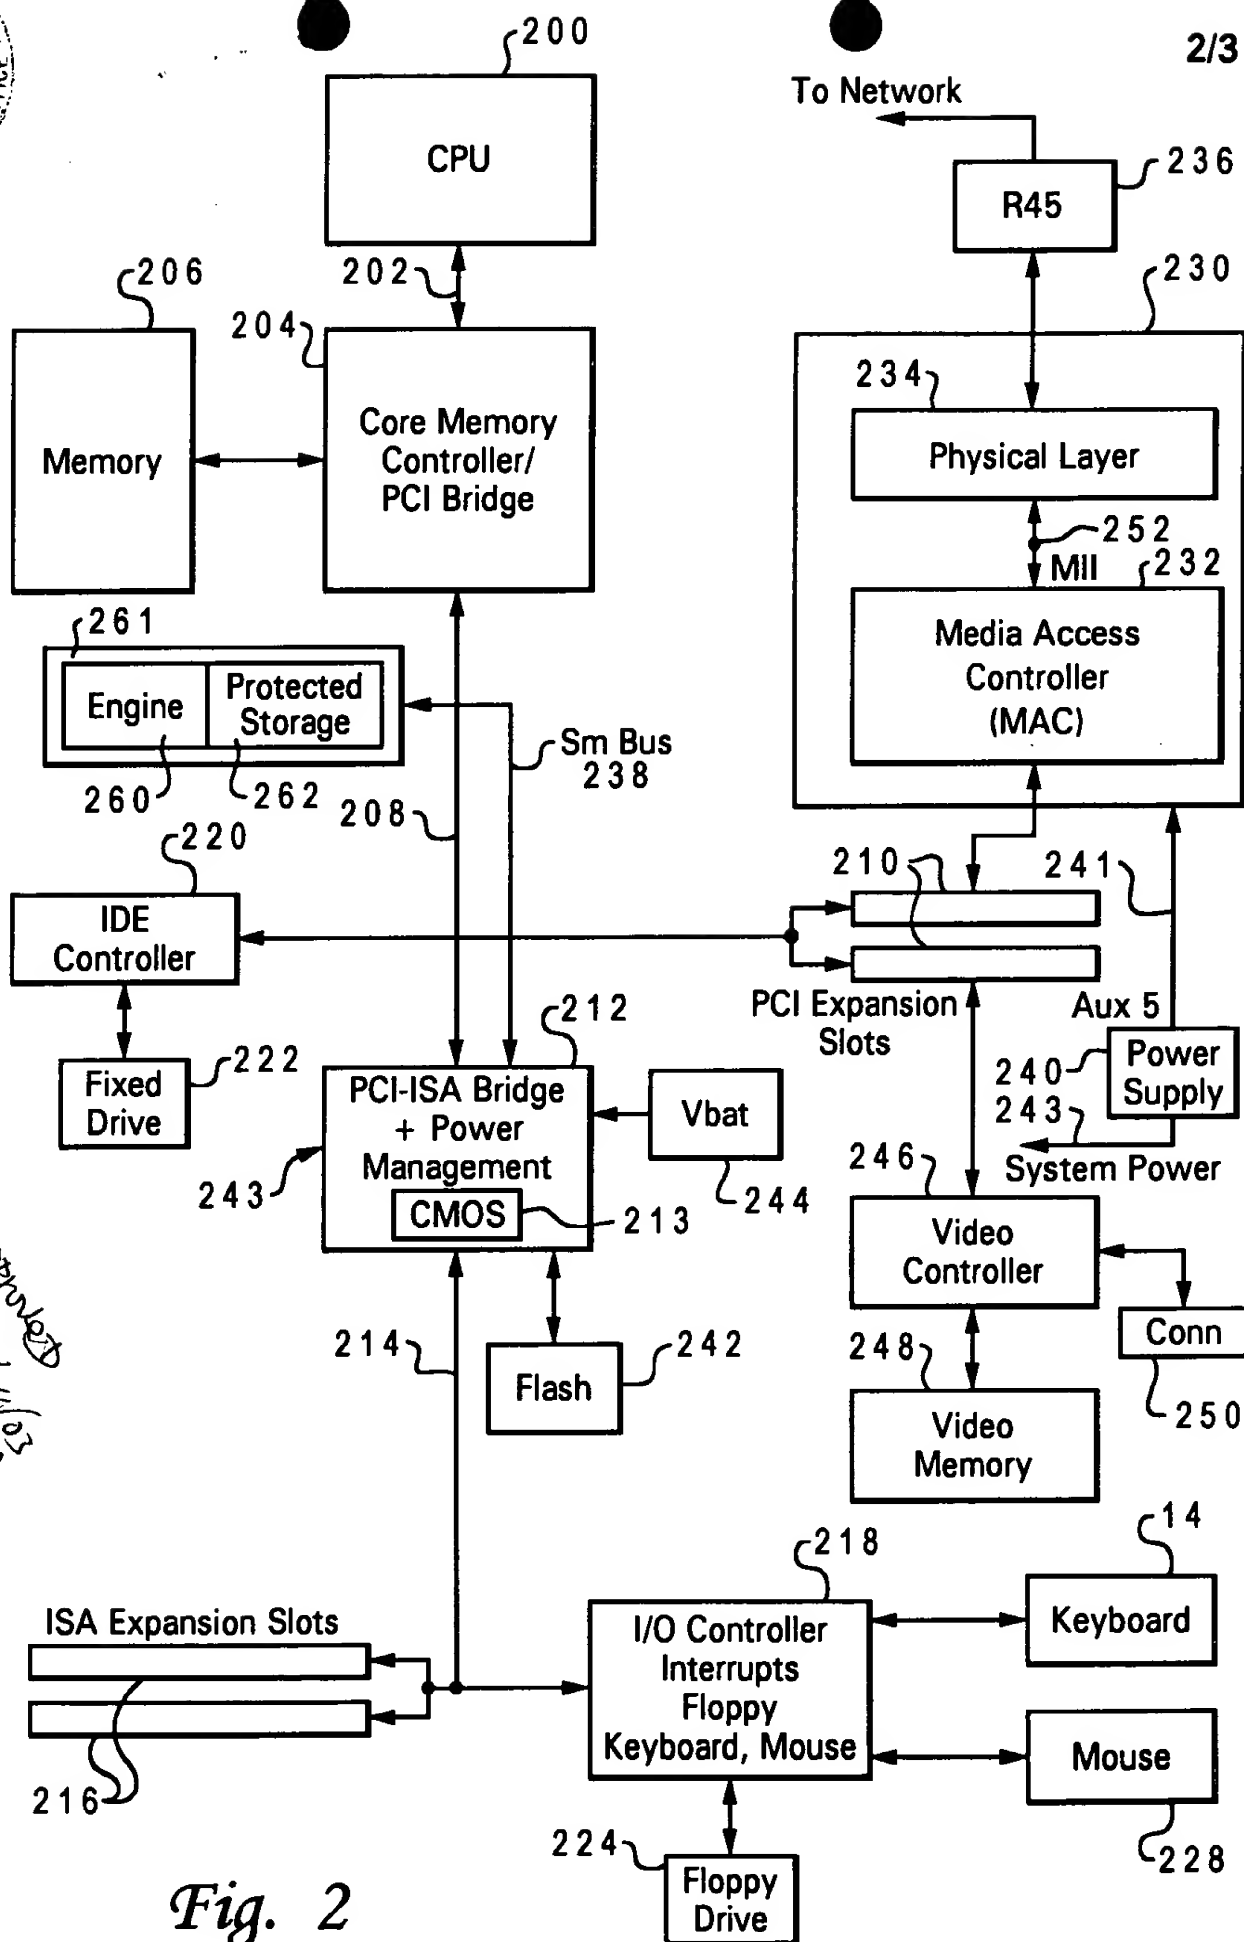 2/3
200
CPU
To Network
236
R45
202
206
230
204
234
Memory
Core Memory
Controller/
PCI Bridge
Physical Layer
252
MII
232
Media Access
Controller
(MAC)
261
Engine
Protected
Storage
260
262
Sm Bus
238
208
220
IDE
Controller
210
241
PCI Expansion
Slots
Aux 5
222
Fixed
Drive
212
PCI-ISA Bridge
+ Power
Management
CMOS
213
243
Vbat
244
240
Power
Supply
243
System Power
246
Video
Controller
Conn
250
214
Flash
242
248
Video
Memory
14
Keyboard
218
I/O Controller
Interrupts
Floppy
Keyboard, Mouse
ISA Expansion Slots
216
Mouse
228
224
Floppy
Drive
Fig. 2